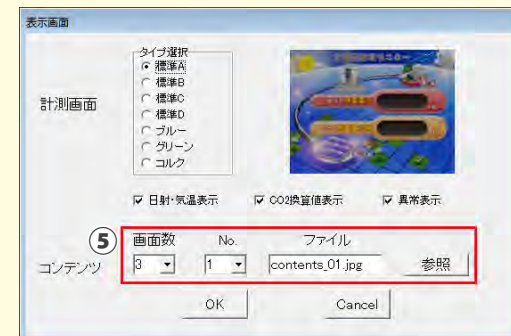 表示画面
タイプ選択
標準A
標準B
計測画面
標準C
標準D
ブルー
グリーン
コルク
日射・気温表示 CO2換算値表示 異常表示
⑤ 画面数 No. ファイル
コンテンツ 3 1 contents_01.jpg 参照
OK Cancel